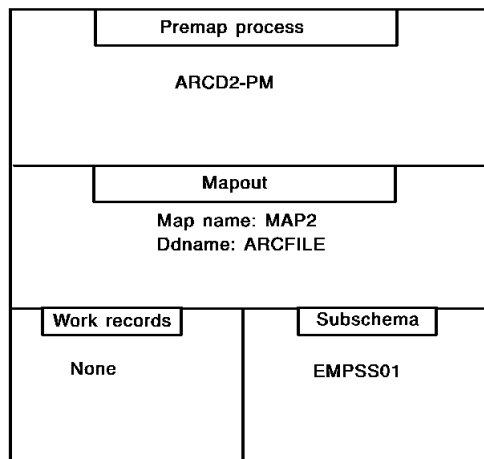 Premap process
ARCD2-PM
Mapout
Map name: MAP2
Ddname: ARCFILE
Work records
Subschema
None
EMPSS01